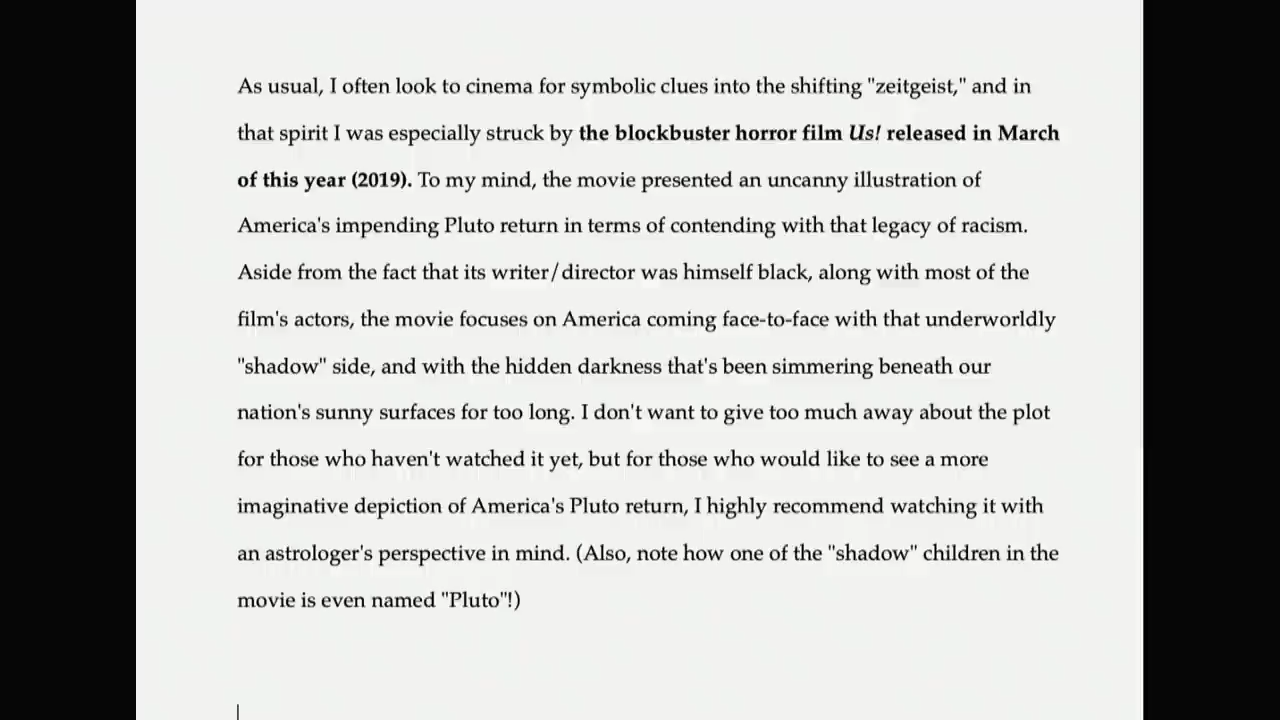 As usual, I often look to cinema for symbolic clues into the shifting "zeitgeist," and in
that spirit I was especially struck by the blockbuster horror film Us! released in March
of this year (2019). To my mind, the movie presented an uncanny illustration of
America's impending Pluto return in terms of contending with that legacy of racism.
Aside from the fact that its writer/director was himself black, along with most of the
film's actors, the movie focuses on America coming face-to-face with that underworldly
"shadow" side, and with the hidden darkness that's been simmering beneath our
nation's sunny surfaces for too long. I don't want to give too much away about the plot
for those who haven't watched it yet, but for those who would like to see a more
imaginative depiction of America's Pluto return, I highly recommend watching it with
an astrologer's perspective in mind. (Also, note how one of the "shadow" children in the
movie is even named "Pluto"!)